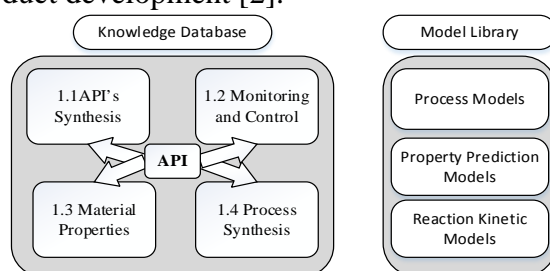 duct development [2].
Knowledge Database
Model Library
1.1API's
Synthesis
1.2 Monitoring
and Control
API
1.3 Material
Properties
1.4 Process
Synthesis
Process Models
Property Prediction
Models
Reaction Kinetic
Models